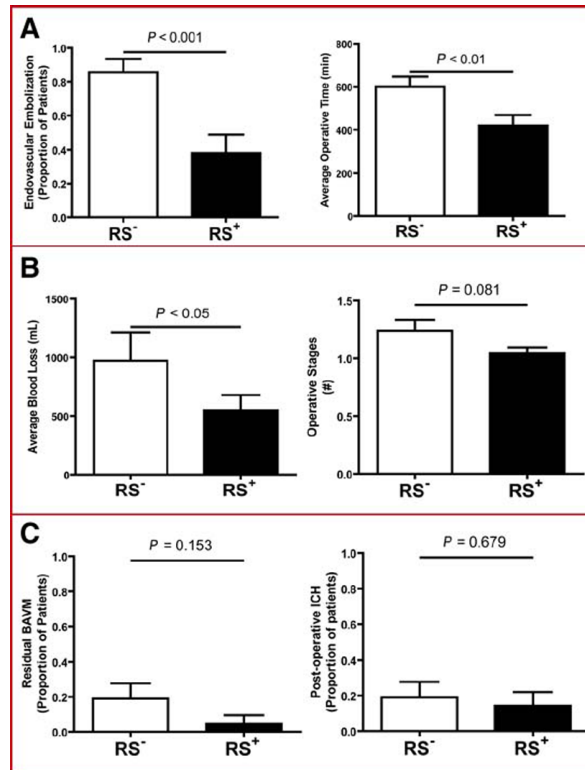 A
P < 0.001
Endovascular Embolization
(Proportion of Patients)
1.0
0.8
0.6
0.4
0.2
0.0
RS⁻
RS⁺
P < 0.01
Average Operative Time (min)
800
600
400
200
0
RS⁻
RS⁺
B
P < 0.05
Average Blood Loss (mL)
1500
1000
500
0
RS⁻
RS⁺
P = 0.081
Operative Stages
(#)
1.5
1.0
0.5
0.0
RS⁻
RS⁺
C
P = 0.153
Residual BAVM
(Proportion of Patients)
1.0
0.8
0.6
0.4
0.2
0.0
RS⁻
RS⁺
P = 0.679
Post-operative ICH
(Proportion of patients)
1.0
0.8
0.6
0.4
0.2
0.0
RS⁻
RS⁺